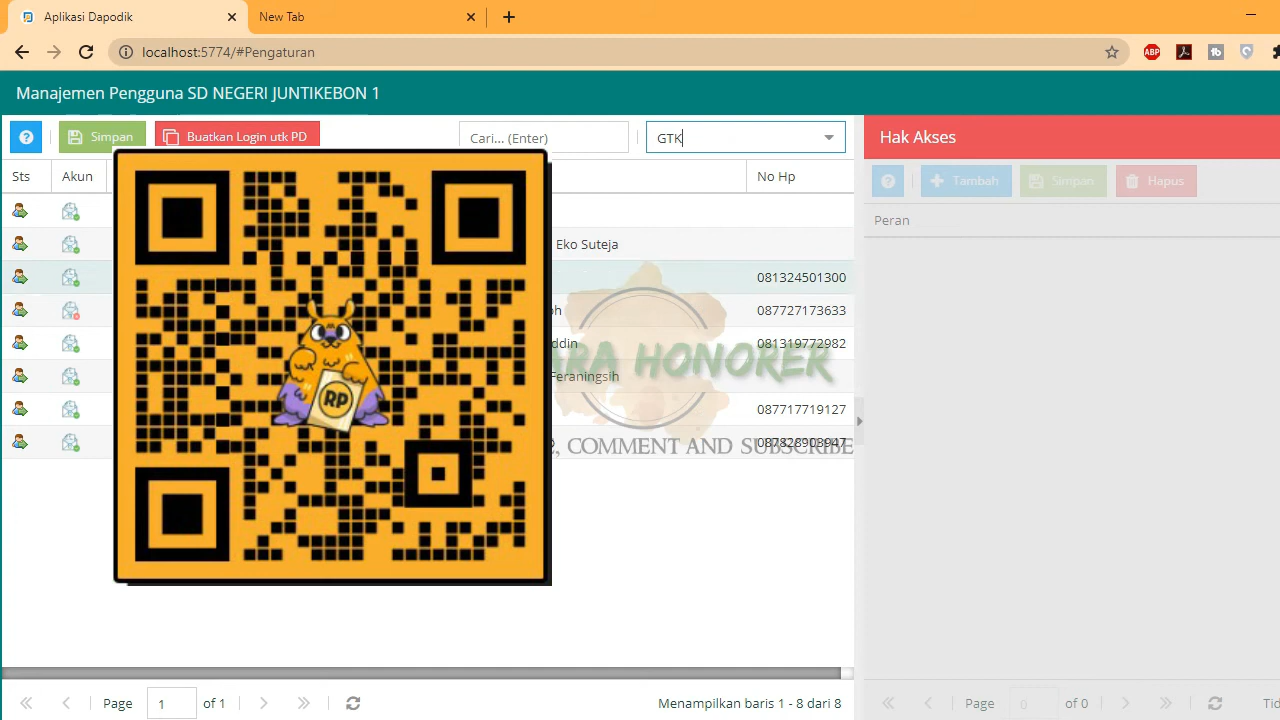 Aplikasi Dapodik
New Tab
localhost:5774/#Pengaturan
ABP
Manajemen Pengguna SD NEGERI JUNTIKEBON 1
Simpan
Buatkan Login utk PD
Cari... (Enter)
GTK
Hak Akses
Sts
Akun
No Hp
Tambah
Simpan
Hapus
Peran
Eko Suteja
081324501300
087727173633
ddin
081319772982
HONORER
Feraningsih
RP
087717719127
087828903947
, COMMENT AND SUBSCRIBE
Page
1
of 1
Menampilkan baris 1 - 8 dari 8
Page
0
of 0